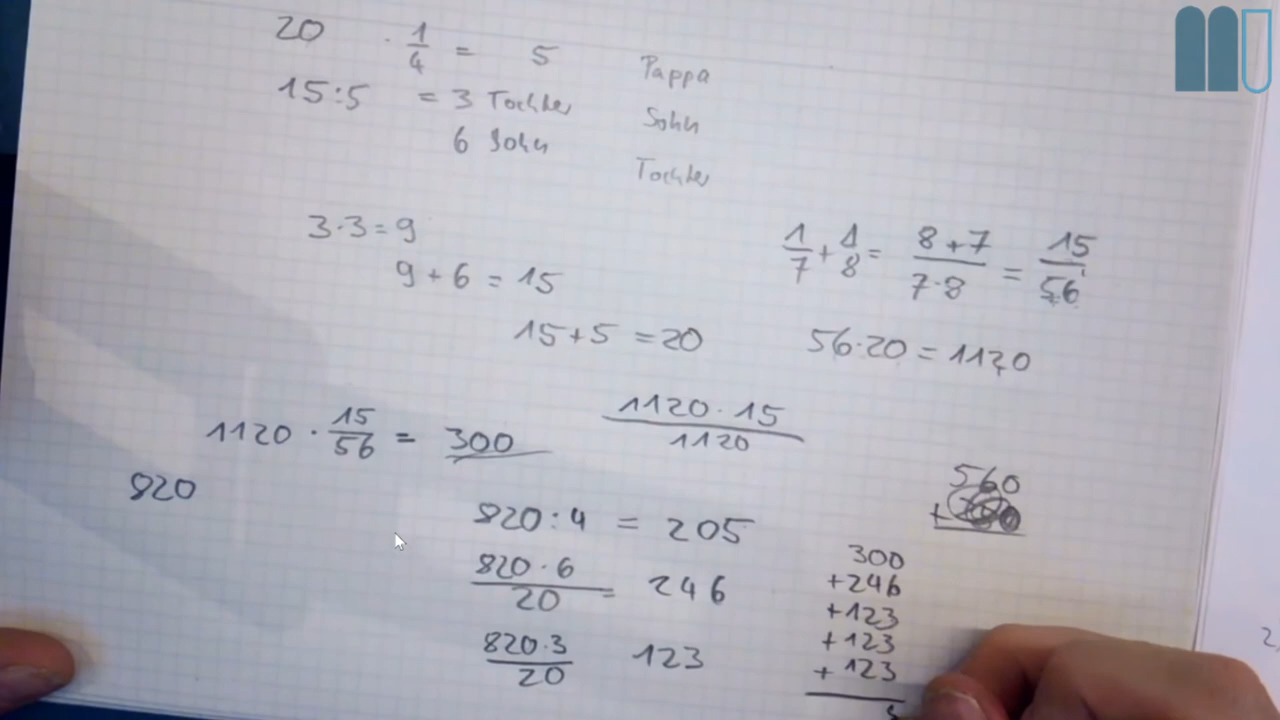 20 · 1/4 = 5 Pappa
15:5 = 3 Tochter Sohn
6 Sohn Tochter
3·3=9
9+6=15
1/7 + 1/8 = 8+7/7·8 = 15/56
15+5=20
56·20=1120
1120 · 15/56 = 300
1120·15/1120
820
560
+
820:4 = 205
820·6/20 = 246
820·3/20 123
300
+246
+123
+123
+123